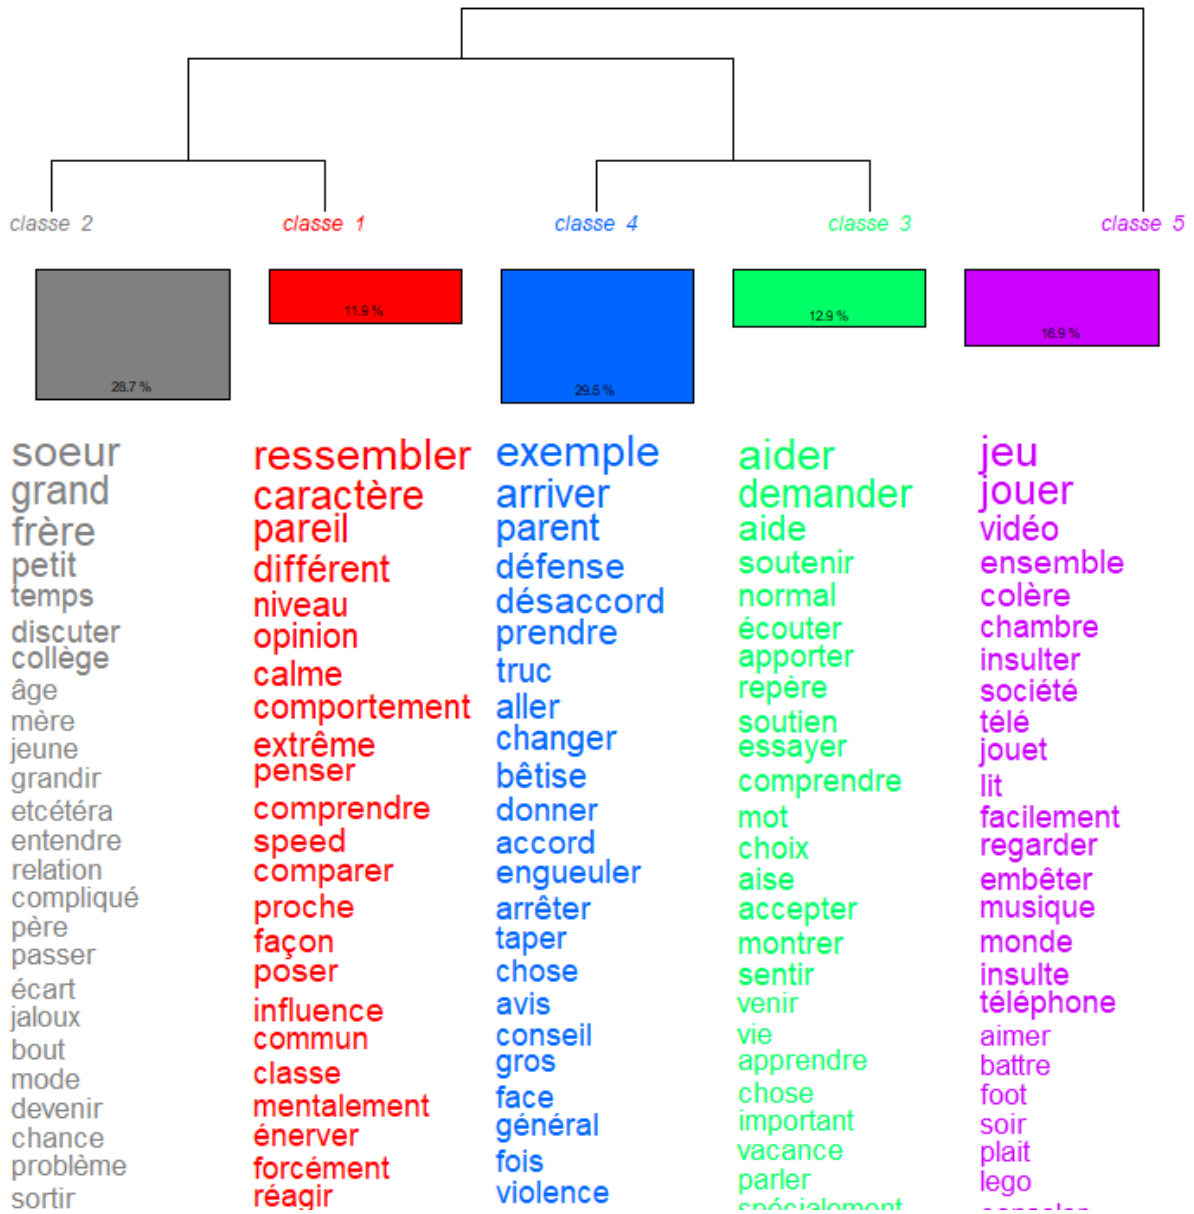 classe 2
classe 1
classe 4
classe 3
classe 5
28.7 %
11.9 %
29.5 %
12.9 %
16.9 %
soeur
grand
frère
petit
temps
discuter
collège
âge
mère
jeune
grandir
etcétéra
entendre
relation
compliqué
père
passer
écart
jaloux
bout
mode
devenir
chance
problème
sortir
ressembler
caractère
pareil
différent
niveau
opinion
calme
comportement
extrême
penser
comprendre
speed
comparer
proche
façon
poser
influence
commun
classe
mentalement
énerver
forcément
réagir
exemple
arriver
parent
défense
désaccord
prendre
truc
aller
changer
bêtise
donner
accord
engueuler
arrêter
taper
chose
avis
conseil
gros
face
général
fois
violence
aider
demander
aide
soutenir
normal
écouter
apporter
repère
soutien
essayer
comprendre
mot
choix
aise
accepter
montrer
sentir
venir
vie
apprendre
chose
important
vacance
parler
spécialement
jeu
jouer
vidéo
ensemble
colère
chambre
insulter
société
télé
jouet
lit
facilement
regarder
embêter
musique
monde
insulte
téléphone
aimer
battre
foot
soir
plait
lego